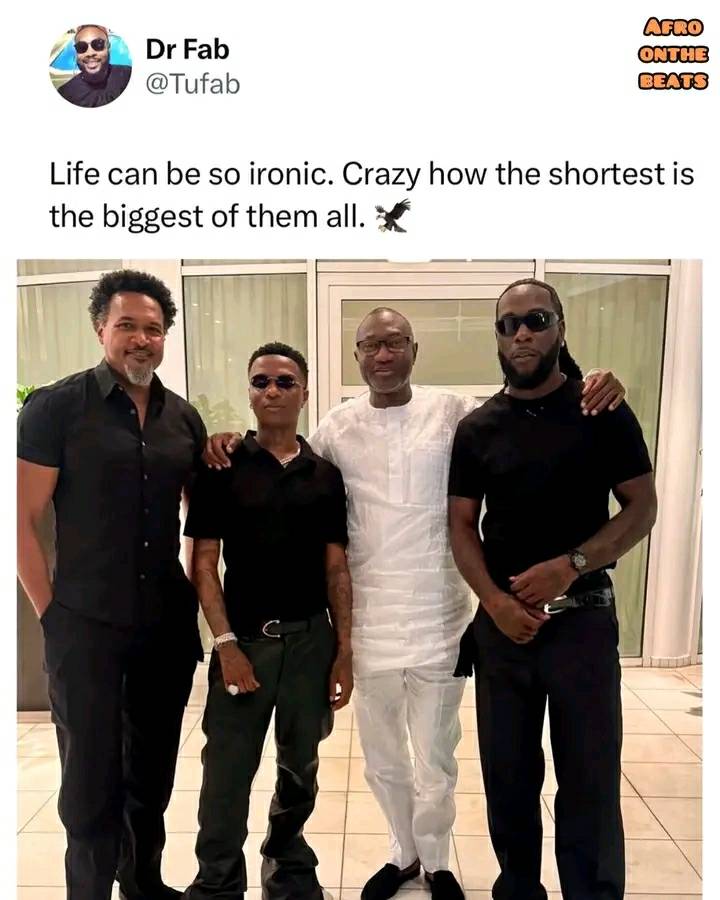 Dr Fab
@Tufab
AFRO
ONTHE
BEATS
Life can be so ironic. Crazy how the shortest is
the biggest of them all. 🦅